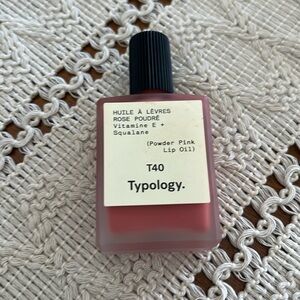 HUILE À LÈVRES
ROSE POUDRÉ
Vitamine E +
Squalane
(Powder Pink
Lip Oil)
T40
Typology.